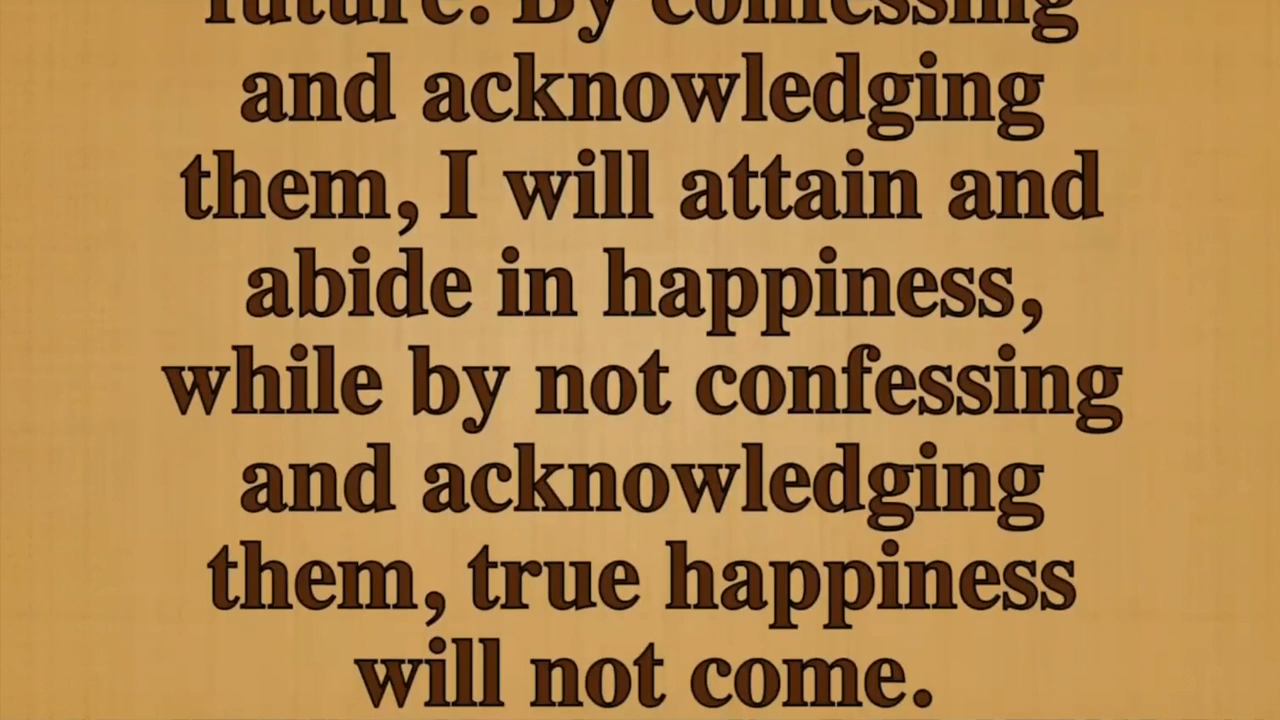 future. By confessing
and acknowledging
them, I will attain and
abide in happiness,
while by not confessing
and acknowledging
them, true happiness
will not come.